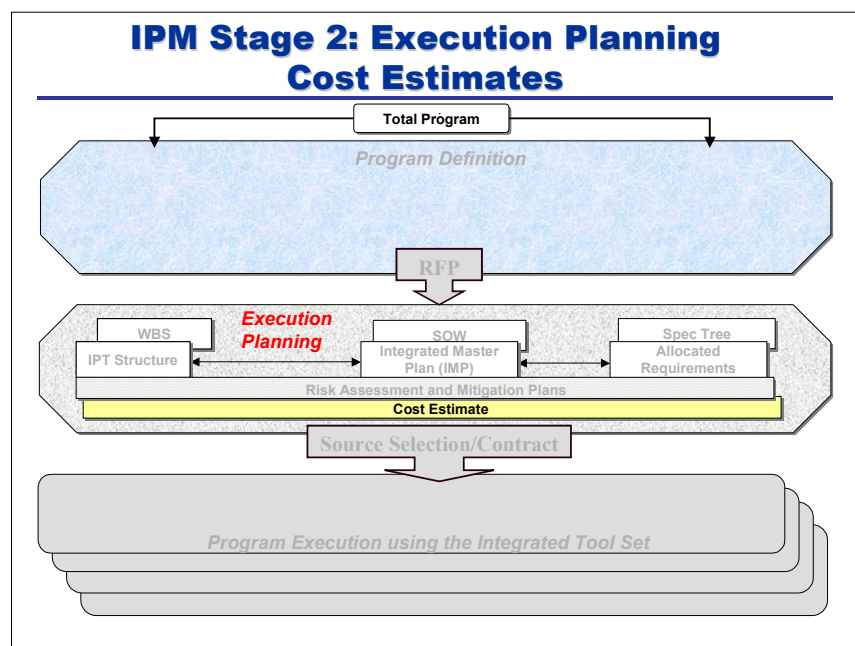 IPM Stage 2: Execution Planning
Cost Estimates
Total Program
Program Definition
RFP
Execution
Planning
WBS
SOW
Spec Tree
IPT Structure
Integrated Master
Plan (IMP)
Allocated
Requirements
Risk Assessment and Mitigation Plans
Cost Estimate
Source Selection/Contract
Program Execution using the Integrated Tool Set